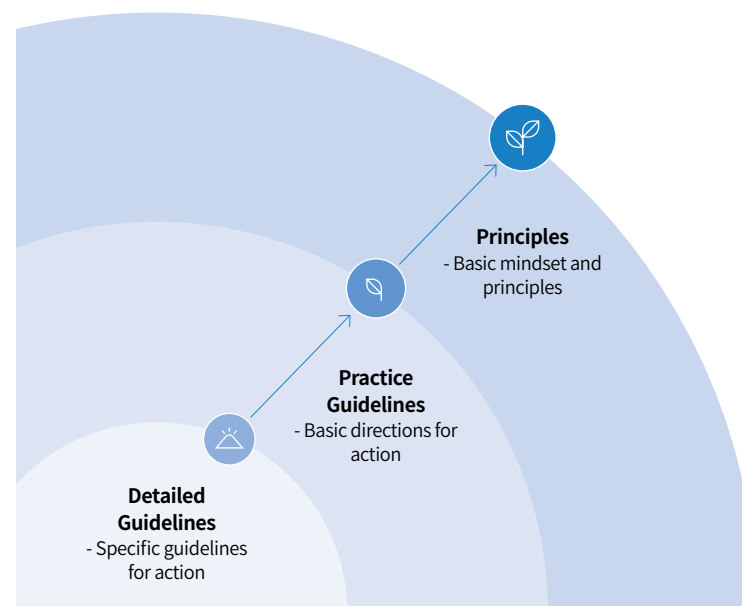 Principles
- Basic mindset and
principles
Practice
Guidelines
- Basic directions for
action
Detailed
Guidelines
- Specific guidelines
for action